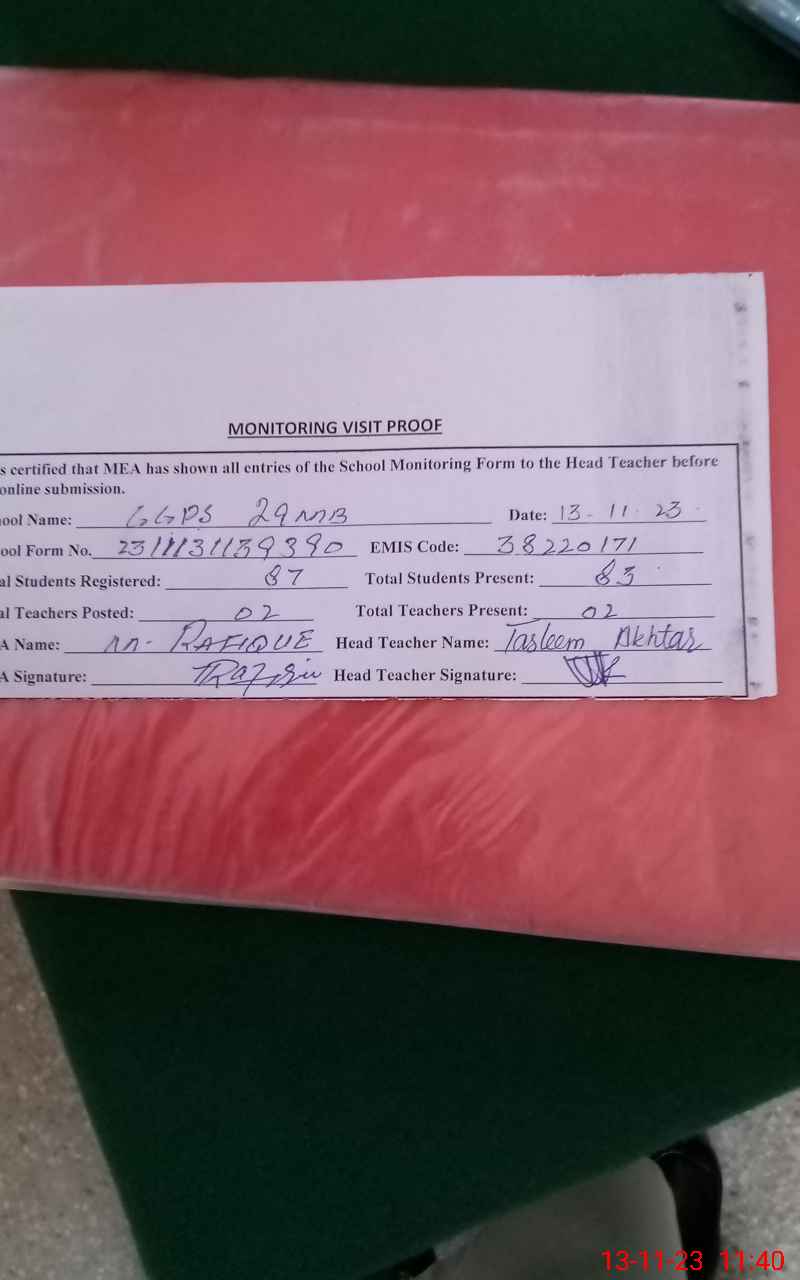 MONITORING VISIT PROOF
s certified that MEA has shown all entries of the School Monitoring Form to the Head Teacher before
online submission.
ool Name: GGPS 29MB Date: 13-11-23
ool Form No. 2311131139390 EMIS Code: 38220171
al Students Registered: 87 Total Students Present: 83
al Teachers Posted: 02 Total Teachers Present: 02
A Name: M. RAFIQUE Head Teacher Name: Tasleem Akhtar
A Signature: Head Teacher Signature:
13-11-23 11:40